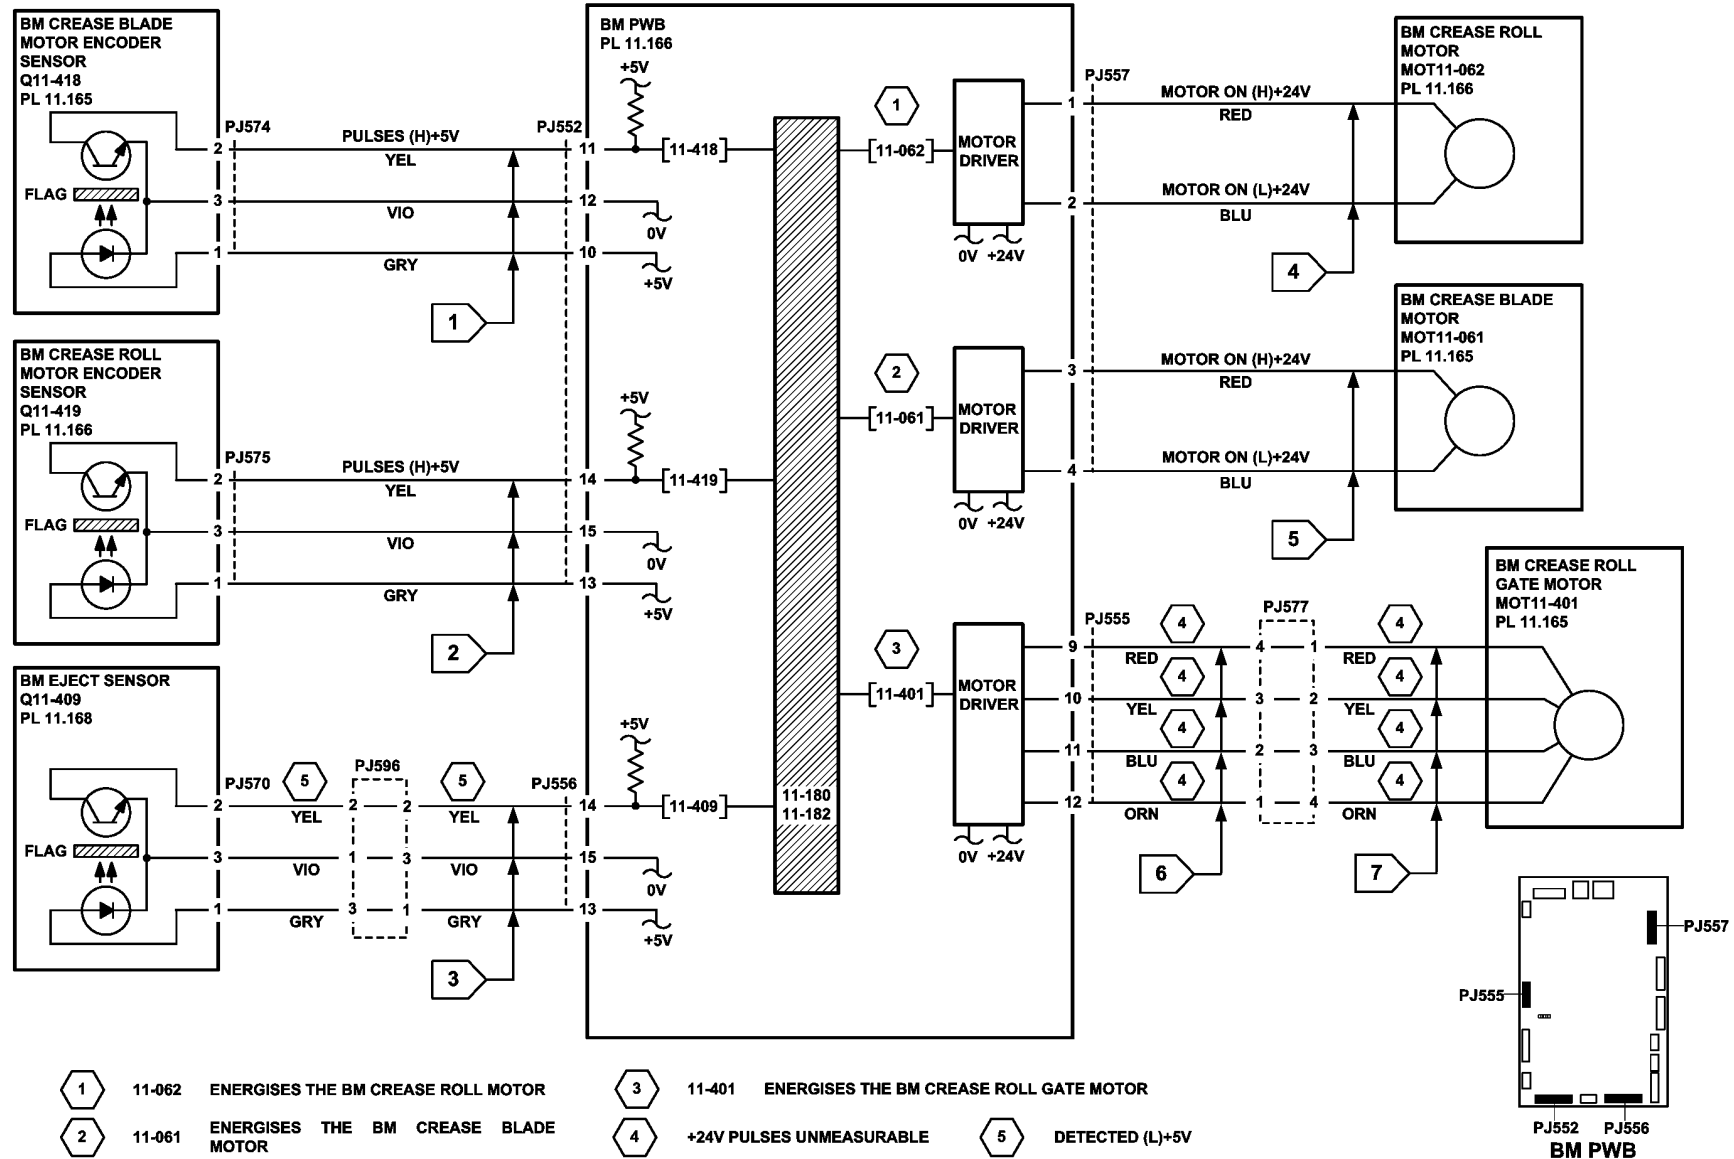 BM CREASE BLADE
MOTOR ENCODER
SENSOR
Q11-418
PL 11.165
FLAG
2
3
1
PJ574
PULSES (H)+5V
YEL
VIO
GRY
1
PJ552
11
12
10
BM CREASE ROLL
MOTOR ENCODER
SENSOR
Q11-419
PL 11.166
FLAG
2
3
1
PJ575
PULSES (H)+5V
YEL
VIO
GRY
2
14
15
13
BM EJECT SENSOR
Q11-409
PL 11.168
FLAG
2
3
1
PJ570
5
YEL
VIO
GRY
PJ596
2 2
1 3
3 1
5
YEL
VIO
GRY
3
PJ556
14
15
13
BM PWB
PL 11.166
+5V
[11-418]
0V
+5V
+5V
[11-419]
0V
+5V
+5V
[11-409]
0V
+5V
11-180
11-182
1
[11-062]
MOTOR
DRIVER
0V +24V
2
[11-061]
MOTOR
DRIVER
0V +24V
3
[11-401]
MOTOR
DRIVER
0V +24V
PJ557
1
MOTOR ON (H)+24V
RED
2
MOTOR ON (L)+24V
BLU
4
BM CREASE ROLL
MOTOR
MOT11-062
PL 11.166
3
MOTOR ON (H)+24V
RED
4
MOTOR ON (L)+24V
BLU
5
BM CREASE BLADE
MOTOR
MOT11-061
PL 11.165
PJ555
9
10
11
12
4
RED
4
YEL
4
BLU
4
ORN
6
PJ577
4 1
3 2
2 3
1 4
4
RED
4
YEL
4
BLU
4
ORN
7
BM CREASE ROLL
GATE MOTOR
MOT11-401
PL 11.165
PJ557
PJ555
PJ552 PJ556
BM PWB
1 11-062 ENERGISES THE BM CREASE ROLL MOTOR
2 11-061 ENERGISES THE BM CREASE BLADE
MOTOR
3 11-401 ENERGISES THE BM CREASE ROLL GATE MOTOR
4 +24V PULSES UNMEASURABLE
5 DETECTED (L)+5V